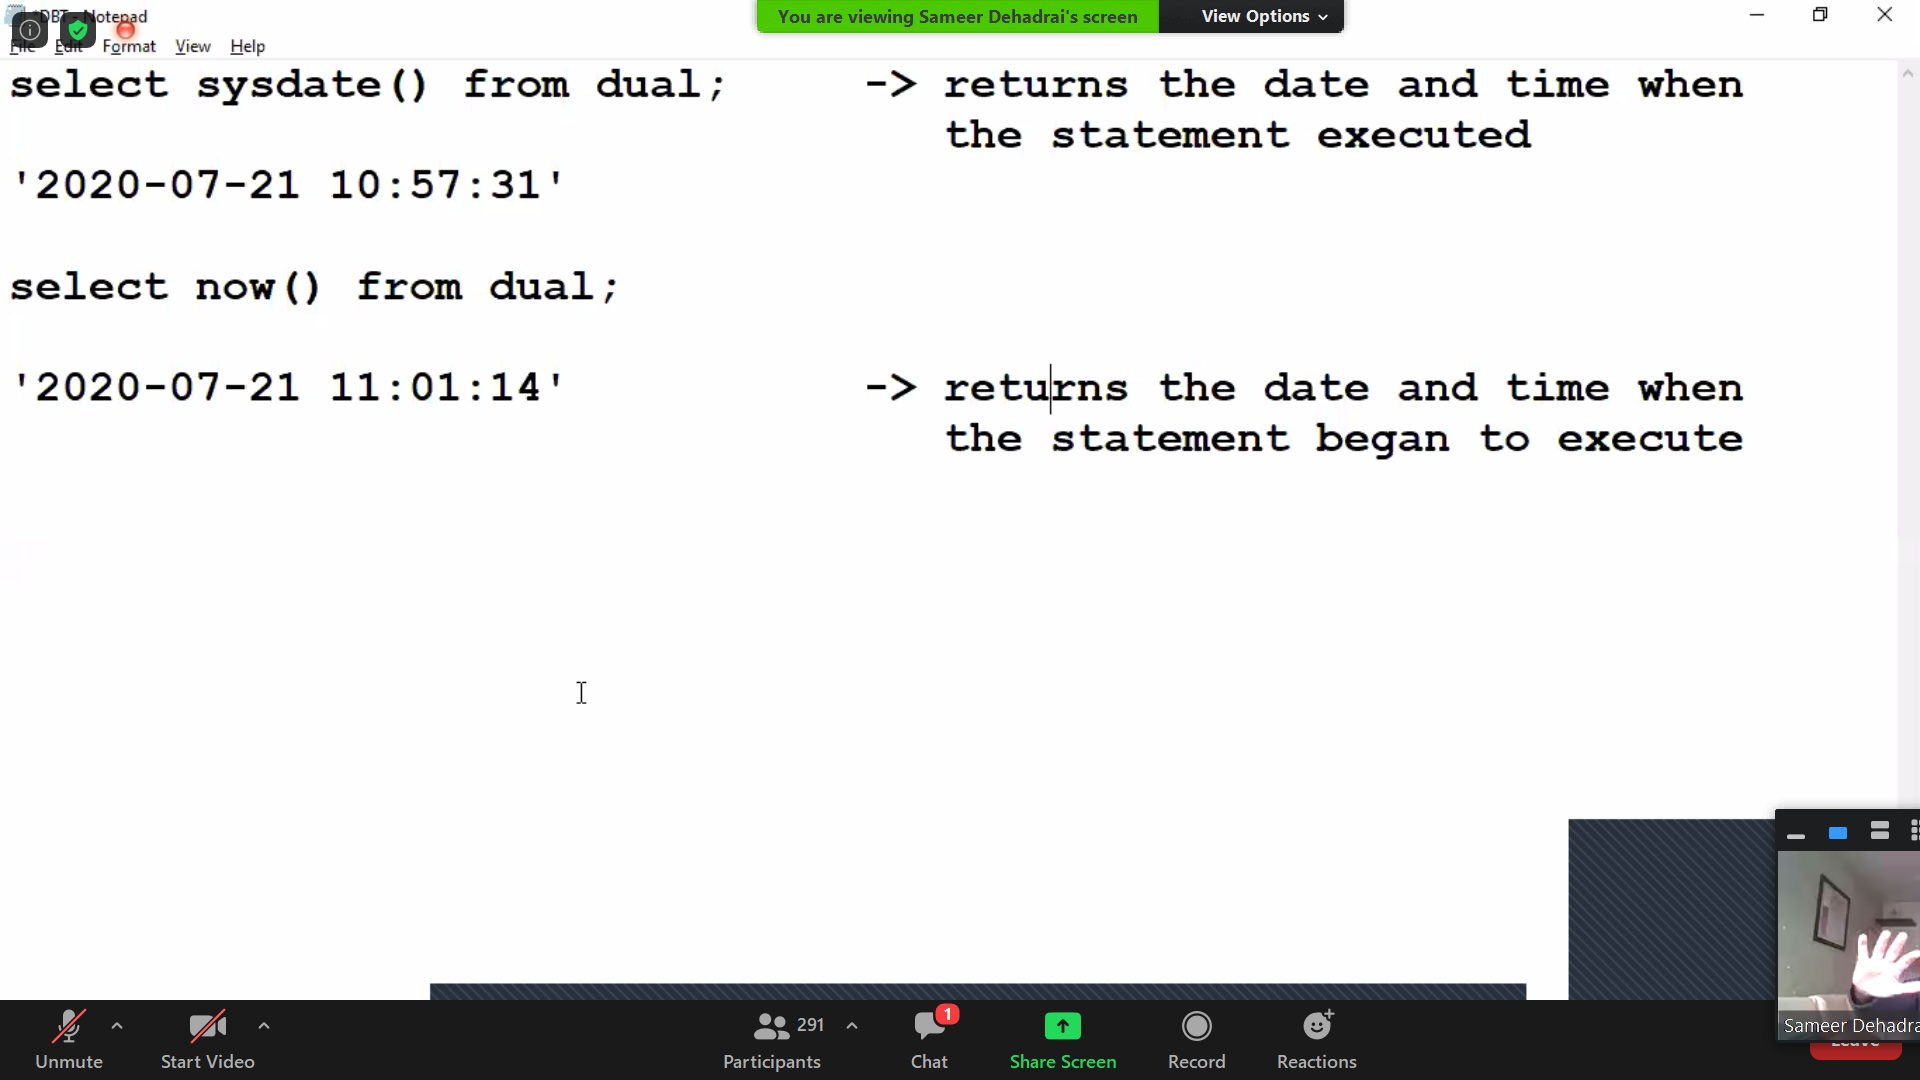 *DBT - Notepad
You are viewing Sameer Dehadrai's screen View Options
File Edit Format View Help
select sysdate() from dual; -> returns the date and time when
the statement executed
'2020-07-21 10:57:31'
select now() from dual;
'2020-07-21 11:01:14' -> returns the date and time when
the statement began to execute
Sameer Dehadra
Unmute
Start Video
291
Participants
1
Chat
Share Screen
Record
Reactions
Leave